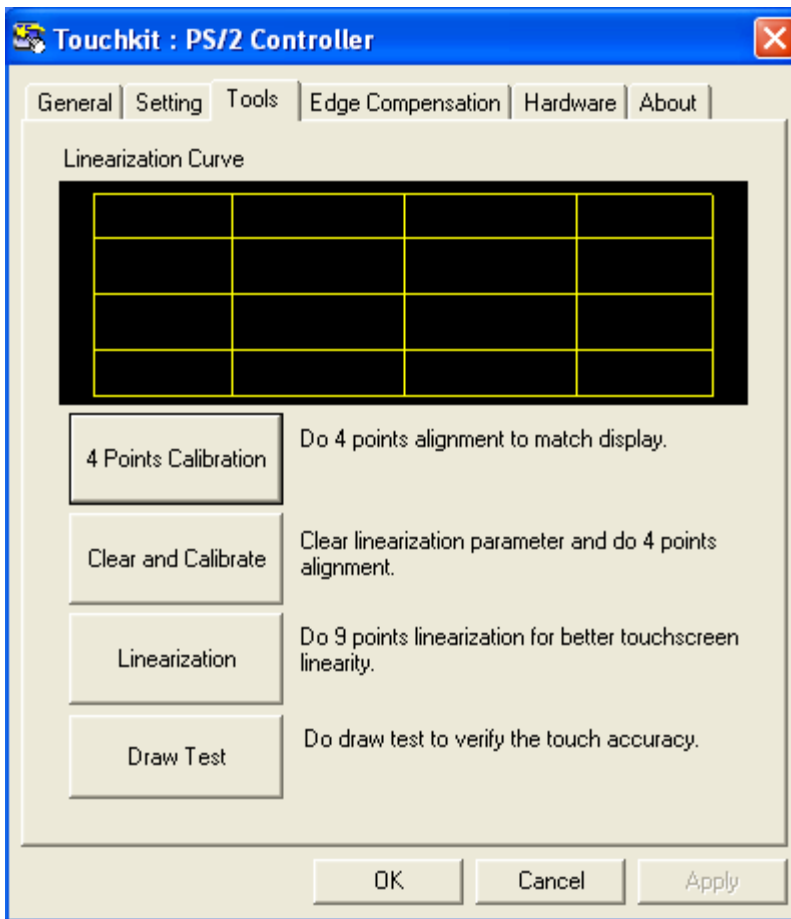 Touchkit : PS/2 Controller
General Setting Tools Edge Compensation Hardware About
Linearization Curve
4 Points Calibration
Do 4 points alignment to match display.
Clear and Calibrate
Clear linearization parameter and do 4 points
alignment.
Linearization
Do 9 points linearization for better touchscreen
linearity.
Draw Test
Do draw test to verify the touch accuracy.
OK Cancel Apply